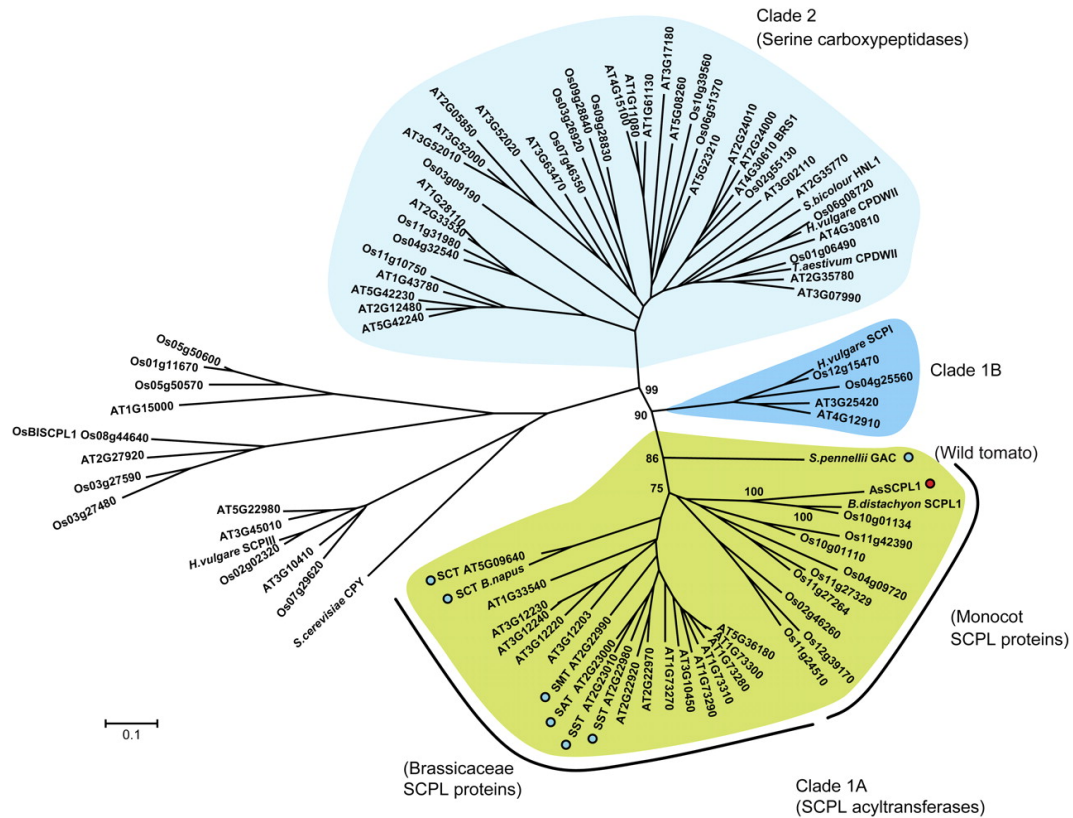 Clade 2
(Serine carboxypeptidases)
AT2G05850
AT3G52000
AT3G52010
AT3G52020
AT3G63470
Os07g46350
Os03g26920
Os09g28840
Os09g28830
AT4G15100
AT1G11080
AT1G61130
AT3G17180
AT5G08260
Os10g39560
Os06g51370
AT5G23210
AT2G24010
AT2G24000
AT4G30610 BRS1
Os02g55130
AT3G02110
AT2G35770
S.bicolour HNL1
Os06g08720
H.vulgare CPDWII
AT4G30810
Os01g06490
T.aestivum CPDWII
AT2G35780
AT3G07990
Os03g09190
AT1G28110
AT2G33530
Os11g31980
Os04g32540
Os11g10750
AT1G43780
AT5G42230
AT2G12480
AT5G42240
Os05g50600
Os01g11670
Os05g50570
AT1G15000
OsBISCPL1 Os08g44640
AT2G27920
Os03g27590
Os03g27480
AT5G22980
AT3G45010
H.vulgare SCPIII
Os02g02320
AT3G10410
Os07g29620
S.cerevisiae CPY
99
90
86
75
H.vulgare SCPI
Os12g15470
Os04g25560
AT3G25420
AT4G12910
Clade 1B
S.pennellii GAC
(Wild tomato)
AsSCPL1
100
B.distachyon SCPL1
Os10g01134
100
Os11g42390
Os10g01110
Os04g09720
Os11g27329
Os11g27264
Os02g46260
Os12g39170
Os11g24510
(Monocot
SCPL proteins)
SCT AT5G09640
SCT B.napus
AT1G33540
AT3G12230
AT3G12240
AT3G12220
AT3G12203
SMT AT2G22990
SAT AT2G23000
SST AT2G23010
SST AT2G22980
AT2G22920
AT2G22970
AT1G73270
AT3G10450
AT1G73290
AT1G73310
AT1G73280
AT1G73300
AT5G36180
0.1
(Brassicaceae
SCPL proteins)
Clade 1A
(SCPL acyltransferases)